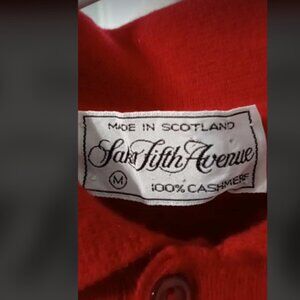 MADE IN SCOTLAND
Saks Fifth Avenue
M
100% CASHMERE